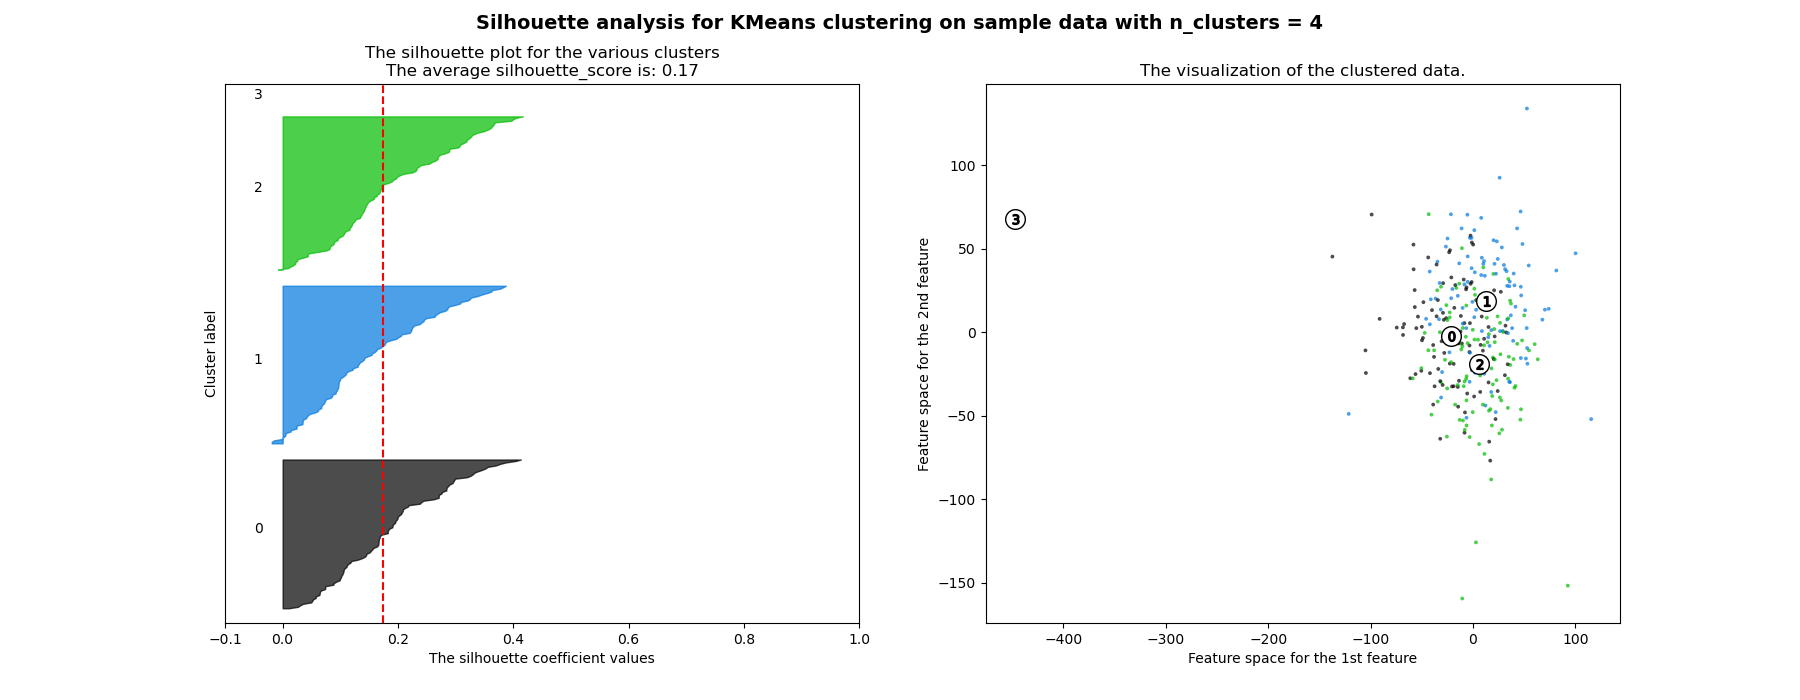 Silhouette analysis for KMeans clustering on sample data with n_clusters = 4
The silhouette plot for the various clusters
The average silhouette_score is: 0.17
3
2
1
0
Cluster label
−0.1 0.0 0.2 0.4 0.6 0.8 1.0
The silhouette coefficient values
The visualization of the clustered data.
100
50
0
−50
−100
−150
Feature space for the 2nd feature
3
1
0
2
−400 −300 −200 −100 0 100
Feature space for the 1st feature